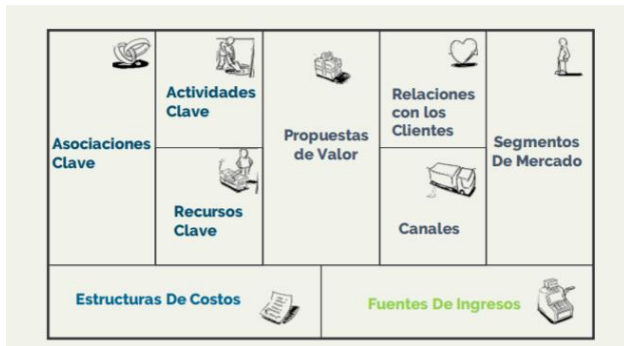 Asociaciones
Clave
Actividades
Clave
Recursos
Clave
Propuestas
de Valor
Relaciones
con los
Clientes
Canales
Segmentos
De Mercado
Estructuras De Costos
Fuentes De Ingresos